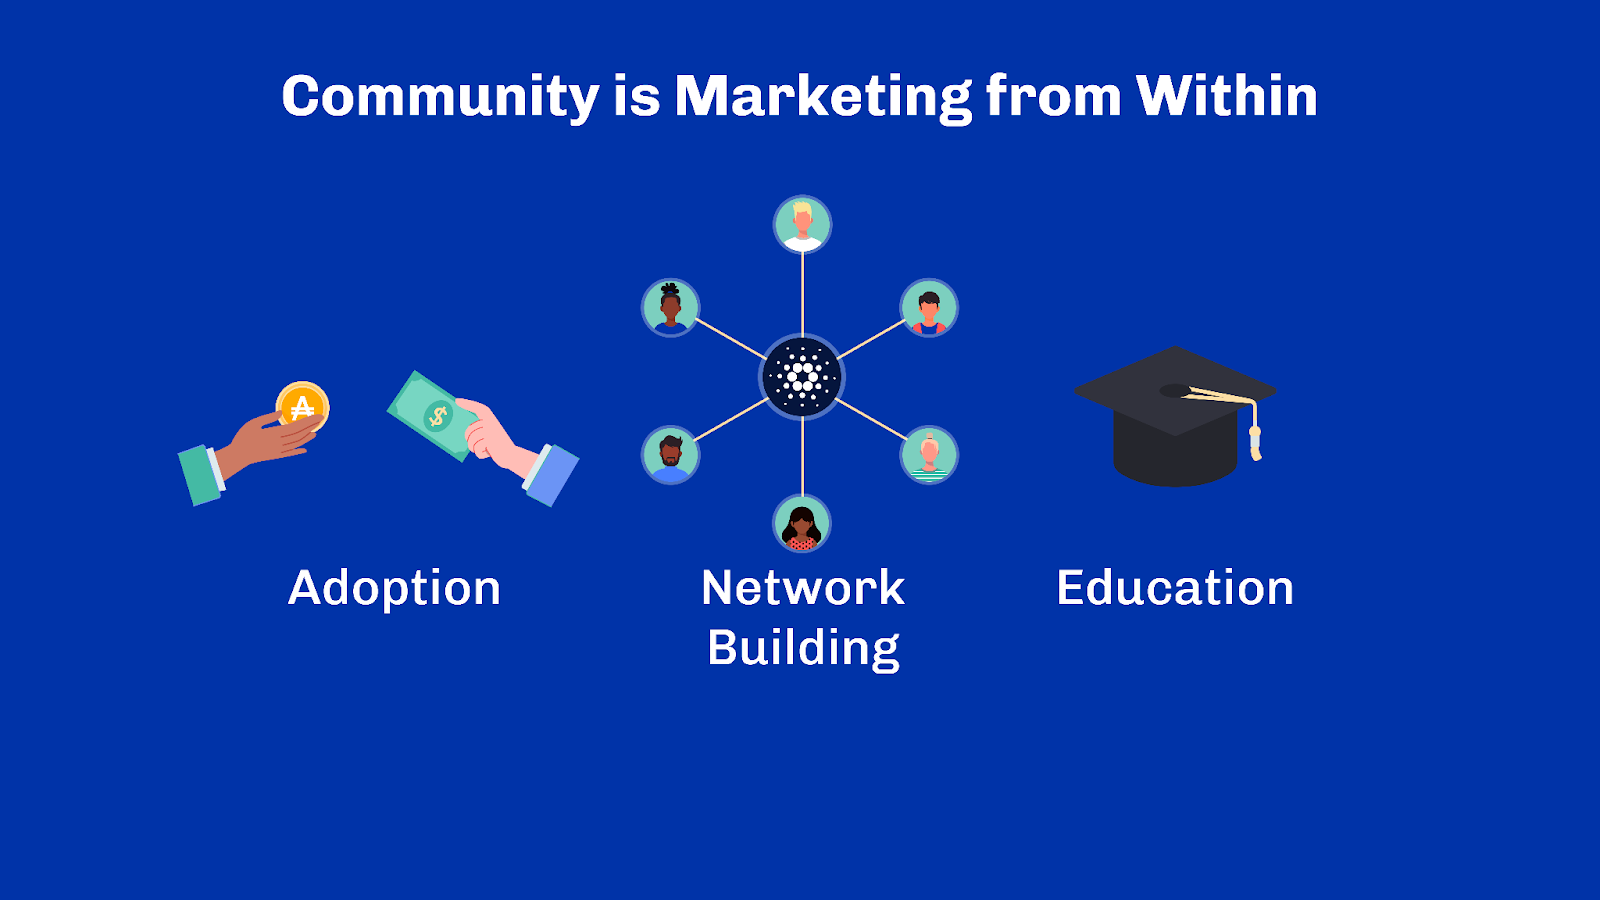 Community is Marketing from Within
₳
$
Adoption
Network
Building
Education